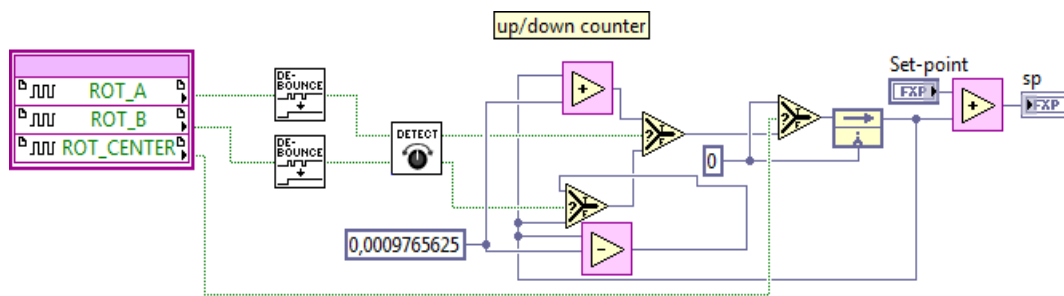 up/down counter
ROT_A
ROT_B
ROT_CENTER
DE-
BOUNCE
DE-
BOUNCE
DETECT
+
?
T
F
?
T
F
-
0,0009765625
0
?
T
F
i
Set-point
FXP
+
sp
FXP